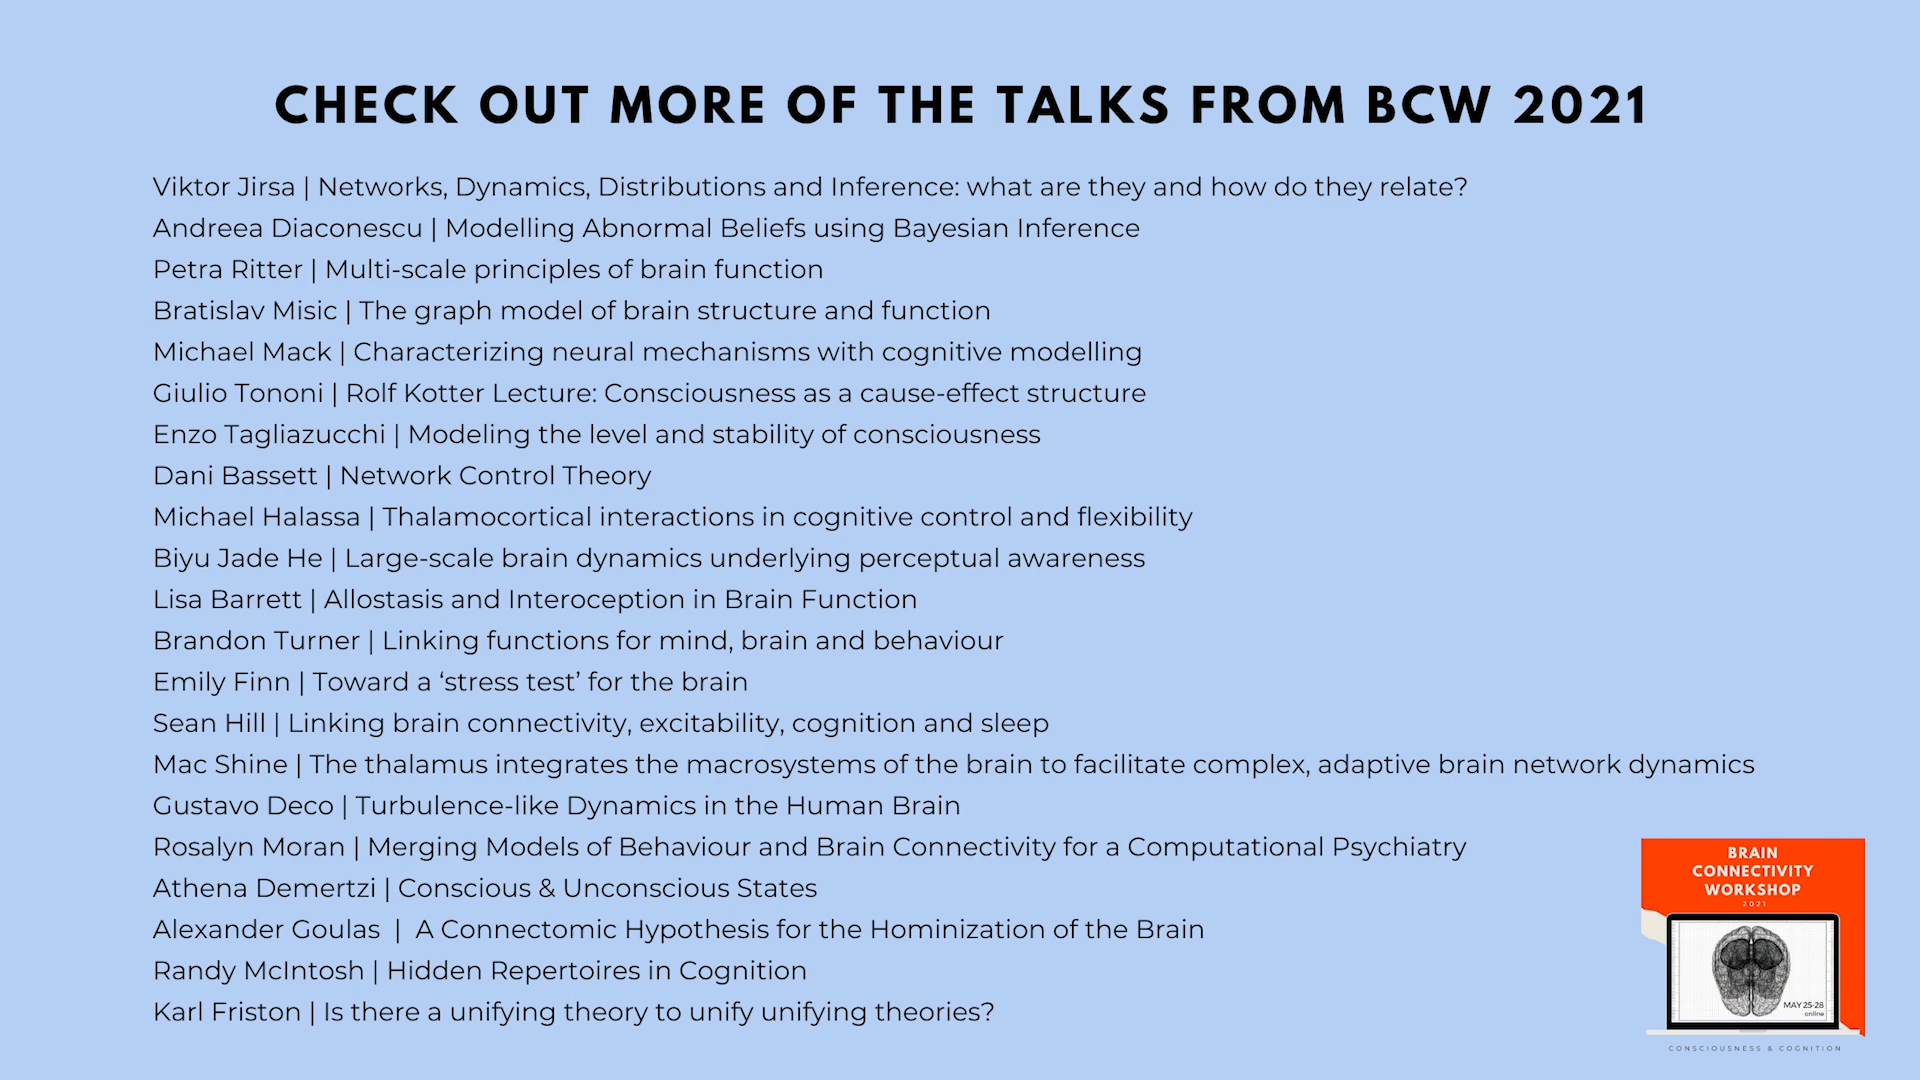 CHECK OUT MORE OF THE TALKS FROM BCW 2021
Viktor Jirsa | Networks, Dynamics, Distributions and Inference: what are they and how do they relate?
Andreea Diaconescu | Modelling Abnormal Beliefs using Bayesian Inference
Petra Ritter | Multi-scale principles of brain function
Bratislav Misic | The graph model of brain structure and function
Michael Mack | Characterizing neural mechanisms with cognitive modelling
Giulio Tononi | Rolf Kotter Lecture: Consciousness as a cause-effect structure
Enzo Tagliazucchi | Modeling the level and stability of consciousness
Dani Bassett | Network Control Theory
Michael Halassa | Thalamocortical interactions in cognitive control and flexibility
Biyu Jade He | Large-scale brain dynamics underlying perceptual awareness
Lisa Barrett | Allostasis and Interoception in Brain Function
Brandon Turner | Linking functions for mind, brain and behaviour
Emily Finn | Toward a ‘stress test’ for the brain
Sean Hill | Linking brain connectivity, excitability, cognition and sleep
Mac Shine | The thalamus integrates the macrosystems of the brain to facilitate complex, adaptive brain network dynamics
Gustavo Deco | Turbulence-like Dynamics in the Human Brain
Rosalyn Moran | Merging Models of Behaviour and Brain Connectivity for a Computational Psychiatry
Athena Demertzi | Conscious & Unconscious States
Alexander Goulas | A Connectomic Hypothesis for the Hominization of the Brain
Randy McIntosh | Hidden Repertoires in Cognition
Karl Friston | Is there a unifying theory to unify unifying theories?
BRAIN
CONNECTIVITY
WORKSHOP
2021
MAY 25-28
online
CONSCIOUSNESS & COGNITION